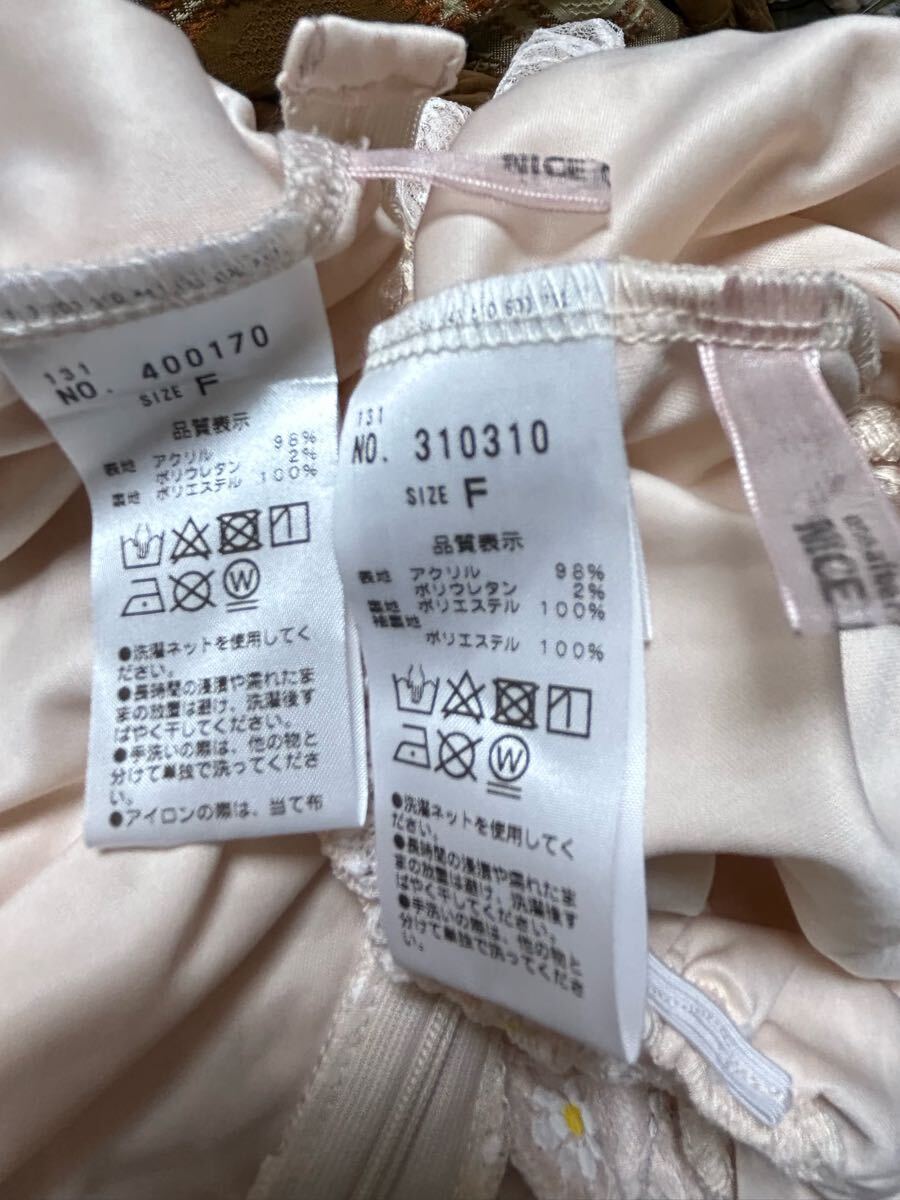 NICE
131
NO. 400170
SIZE F
品質表示
表地 アクリル 98%
ポリウレタン 2%
裏地 ポリエステル 100%
W
●洗濯ネットを使用してく
ださい。
●長時間の浸漬や濡れたま
まの放置は避け、洗濯後す
ばやく干してください。
●手洗いの際は、他の物と
分けて単独で洗ってくださ
い。
●アイロンの際は、当て布
131
NO. 310310
SIZE F
品質表示
表地 アクリル 98%
ポリウレタン 2%
裏地 ポリエステル 100%
袖裏地
ポリエステル 100%
W
●洗濯ネットを使用してく
ださい。
●長時間の浸漬や濡れたま
まの放置は避け、洗濯後す
ばやく干してください。
●手洗いの際は、他の物と
分けて単独で洗ってくださ
い。
NICE